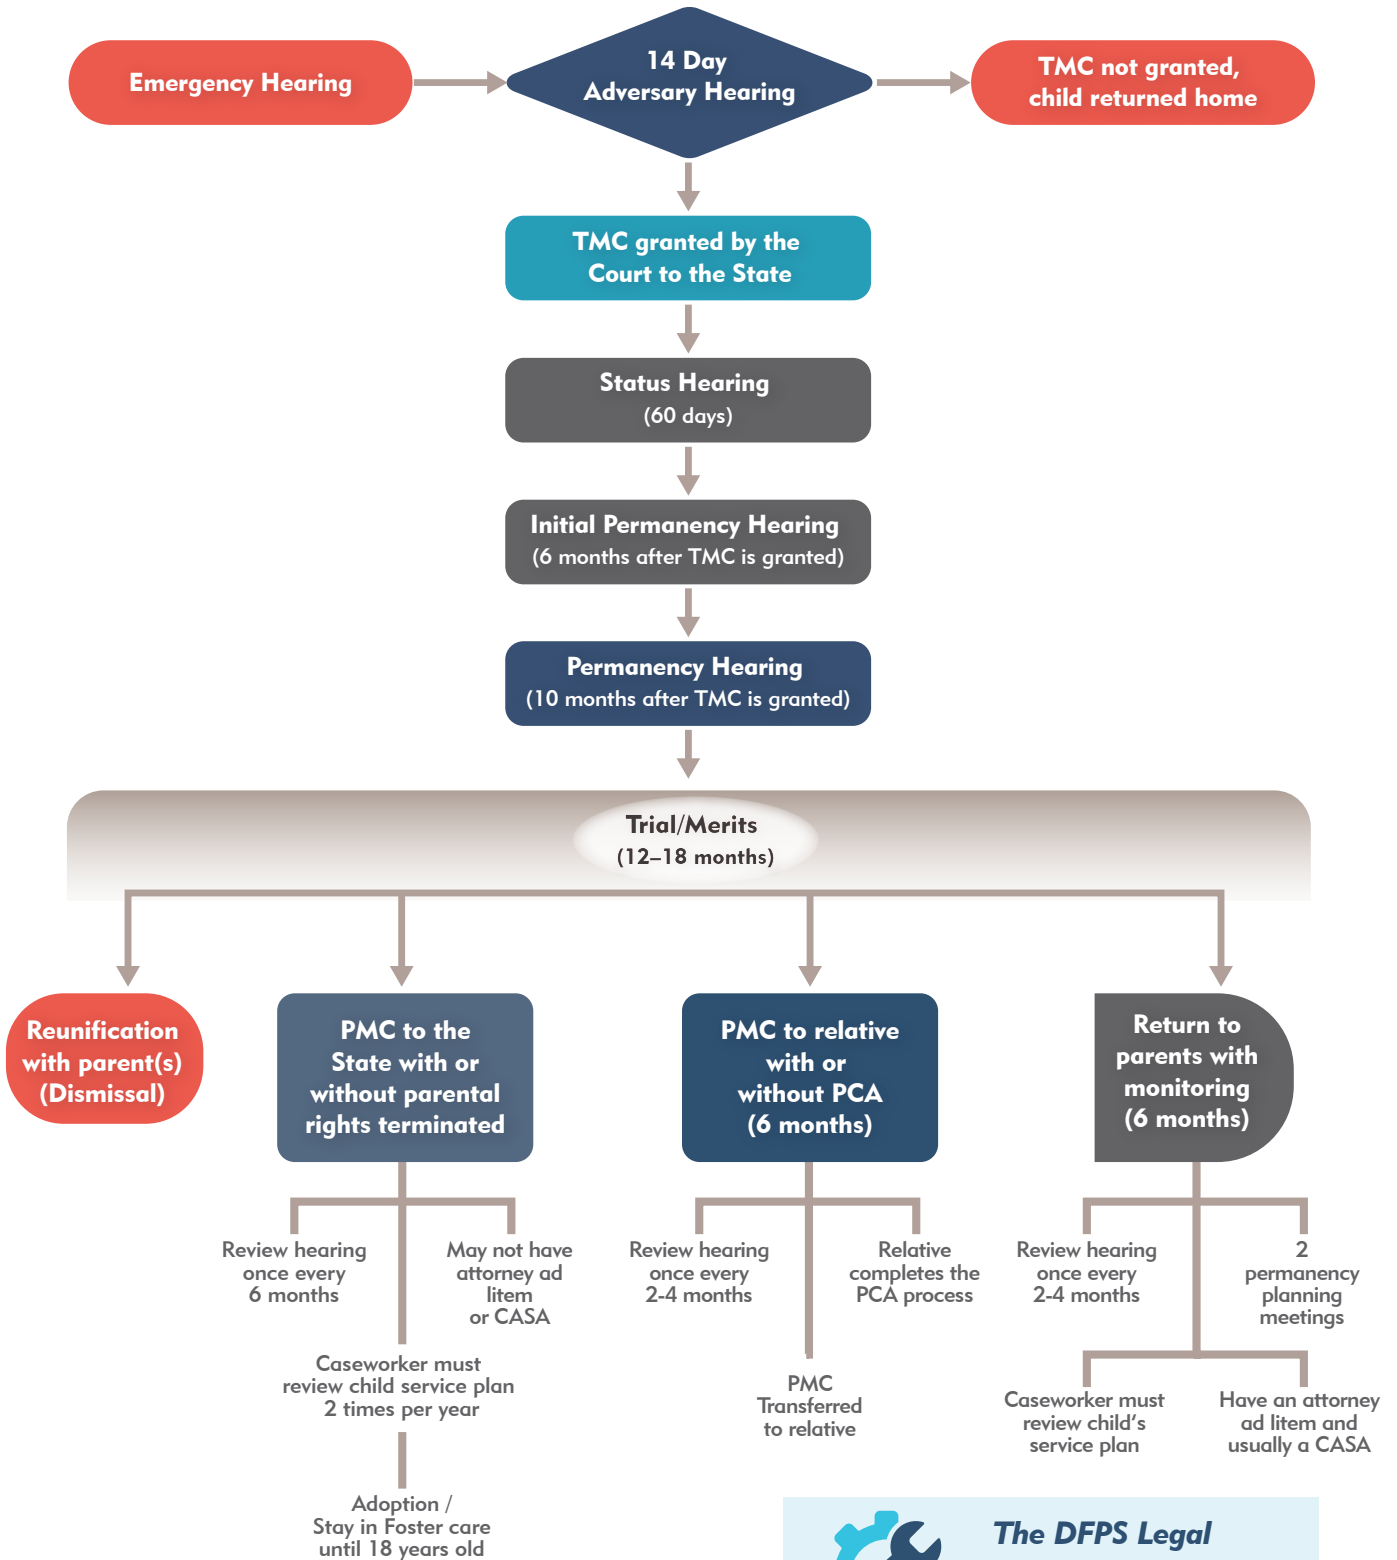 Emergency Hearing
14 Day
Adversary Hearing
TMC not granted,
child returned home
TMC granted by the
Court to the State
Status Hearing
(60 days)
Initial Permanency Hearing
(6 months after TMC is granted)
Permanency Hearing
(10 months after TMC is granted)
Trial/Merits
(12–18 months)
Reunification
with parent(s)
(Dismissal)
PMC to the
State with or
without parental
rights terminated
PMC to relative
with or
without PCA
(6 months)
Return to
parents with
monitoring
(6 months)
Review hearing
once every
6 months
May not have
attorney ad
litem
or CASA
Caseworker must
review child service plan
2 times per year
Adoption /
Stay in Foster care
until 18 years old
Review hearing
once every
2-4 months
Relative
completes the
PCA process
PMC
Transferred
to relative
Review hearing
once every
2-4 months
2
permanency
planning
meetings
Caseworker must
review child‘s
service plan
Have an attorney
ad litem and
usually a CASA
The DFPS Legal